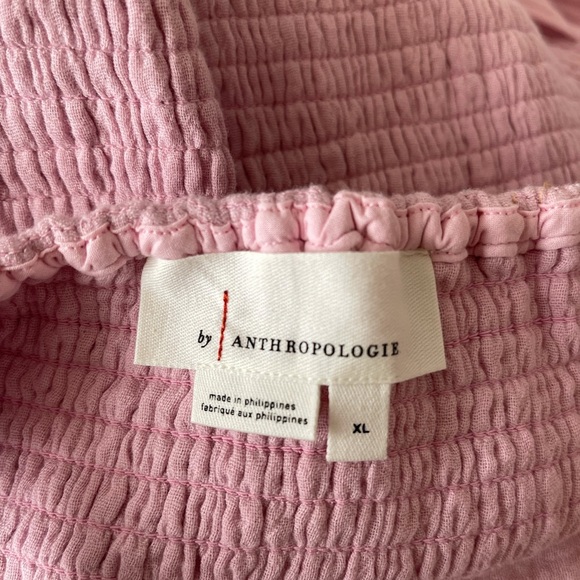 by ANTHROPOLOGIE
made in philippines
fabriqué aux philippines
XL